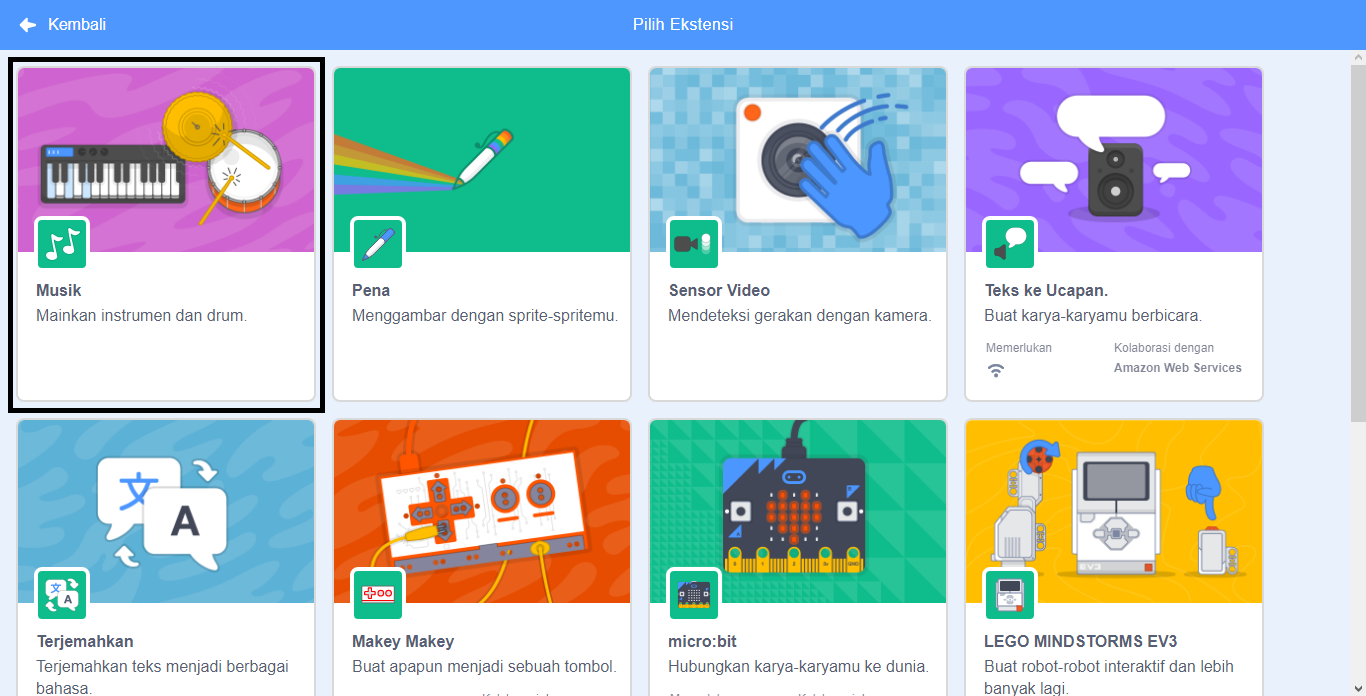 Kembali
Pilih Ekstensi
Musik
Mainkan instrumen dan drum.
Pena
Menggambar dengan sprite-spritemu.
Sensor Video
Mendeteksi gerakan dengan kamera.
Teks ke Ucapan.
Buat karya-karyamu berbicara.
Memerlukan
Kolaborasi dengan
Amazon Web Services
文
A
文
A
EV3
Terjemahkan
Terjemahkan teks menjadi berbagai
bahasa.
Makey Makey
Buat apapun menjadi sebuah tombol.
micro:bit
Hubungkan karya-karyamu ke dunia.
LEGO MINDSTORMS EV3
Buat robot-robot interaktif dan lebih
banyak lagi.